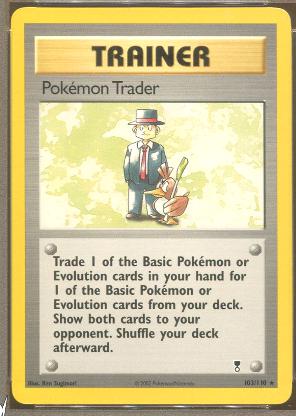 TRAINER
Pokémon Trader
Trade 1 of the Basic Pokémon or
Evolution cards in your hand for
1 of the Basic Pokémon or
Evolution cards from your deck.
Show both cards to your
opponent. Shuffle your deck
afterward.
Illus. Ken Sugimori
© 2002 Pokémon/Nintendo
103/110 ★